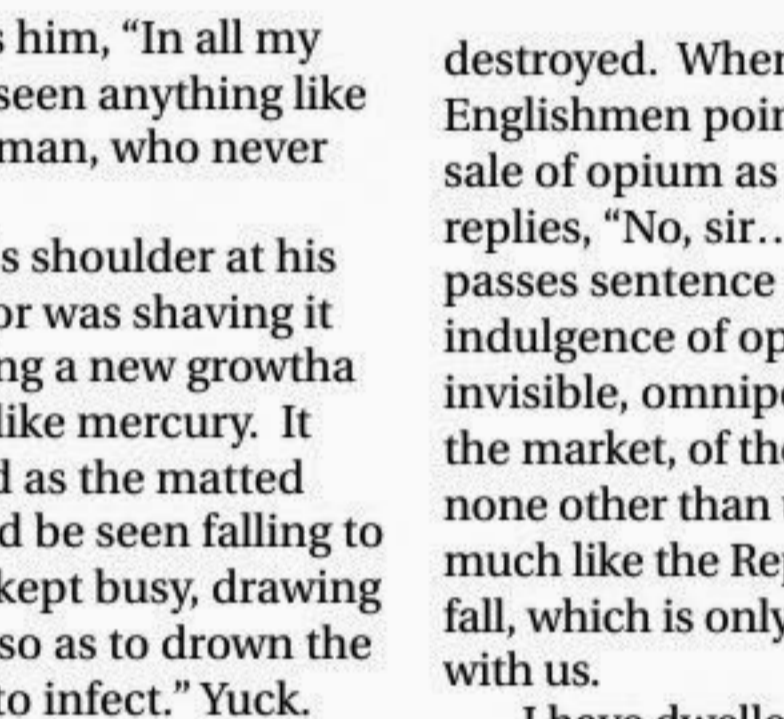 him, “In all my
seen anything like
man, who never
s shoulder at his
or was shaving it
ng a new growtha
like mercury. It
d as the matted
d be seen falling to
kept busy, drawing
so as to drown the
to infect.” Yuck.
destroyed. When
Englishmen poin
sale of opium as
replies, “No, sir…
passes sentence
indulgence of op
invisible, omnipo
the market, of the
none other than
much like the Re
fall, which is only
with us.
I have